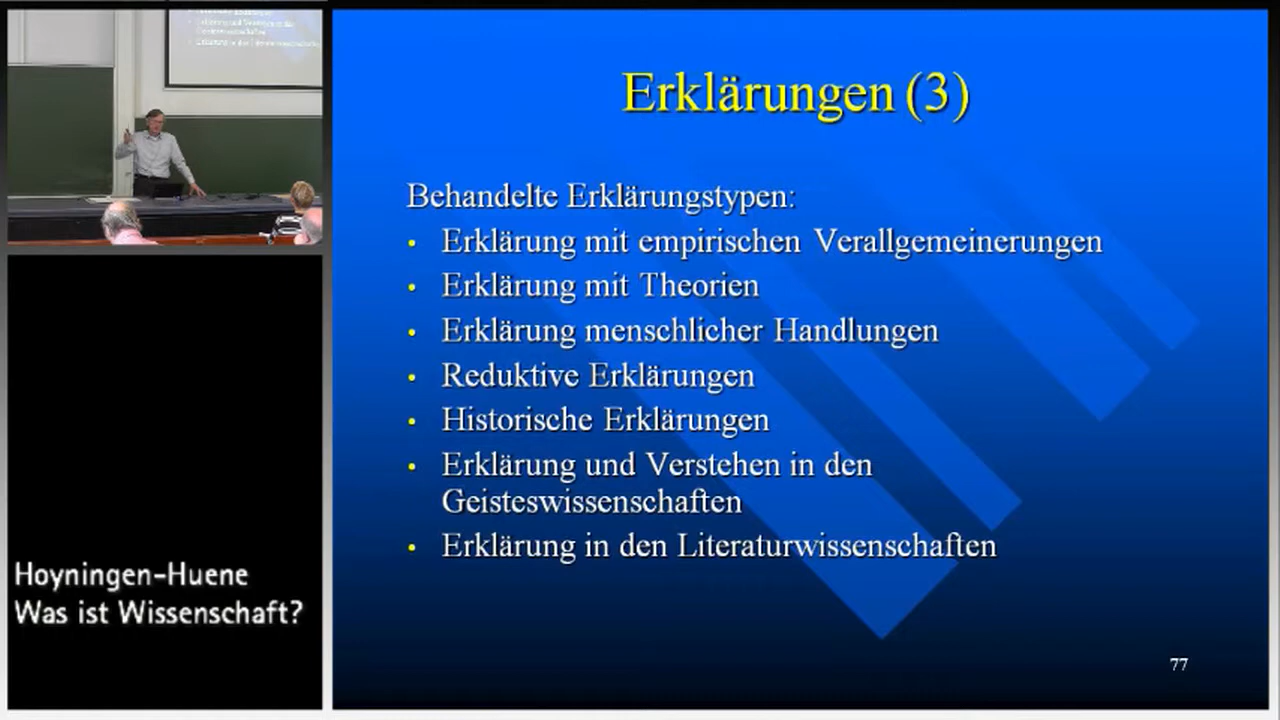 Erklärungen (3)
Behandelte Erklärungstypen:
• Erklärung mit empirischen Verallgemeinerungen
• Erklärung mit Theorien
• Erklärung menschlicher Handlungen
• Reduktive Erklärungen
• Historische Erklärungen
• Erklärung und Verstehen in den
Geisteswissenschaften
• Erklärung in den Literaturwissenschaften
77
Hoyningen-Huene
Was ist Wissenschaft?